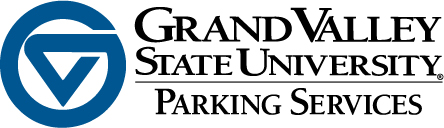 GRAND VALLEY
STATE UNIVERSITY®
PARKING SERVICES